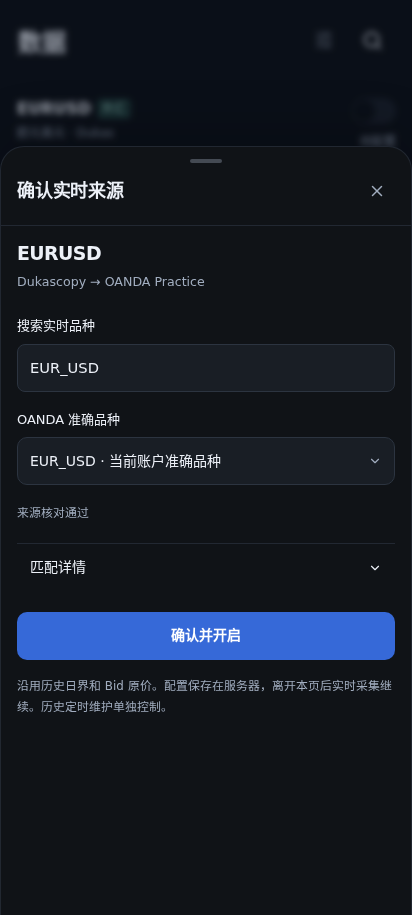 数据
EURUSD
确认实时来源
EURUSD
Dukascopy → OANDA Practice
搜索实时品种
EUR_USD
OANDA 准确品种
EUR_USD · 当前账户准确品种
来源核对通过
匹配详情
确认并开启
沿用历史日界和 Bid 原价。配置保存在服务器，离开本页后实时采集继
续。历史定时维护单独控制。